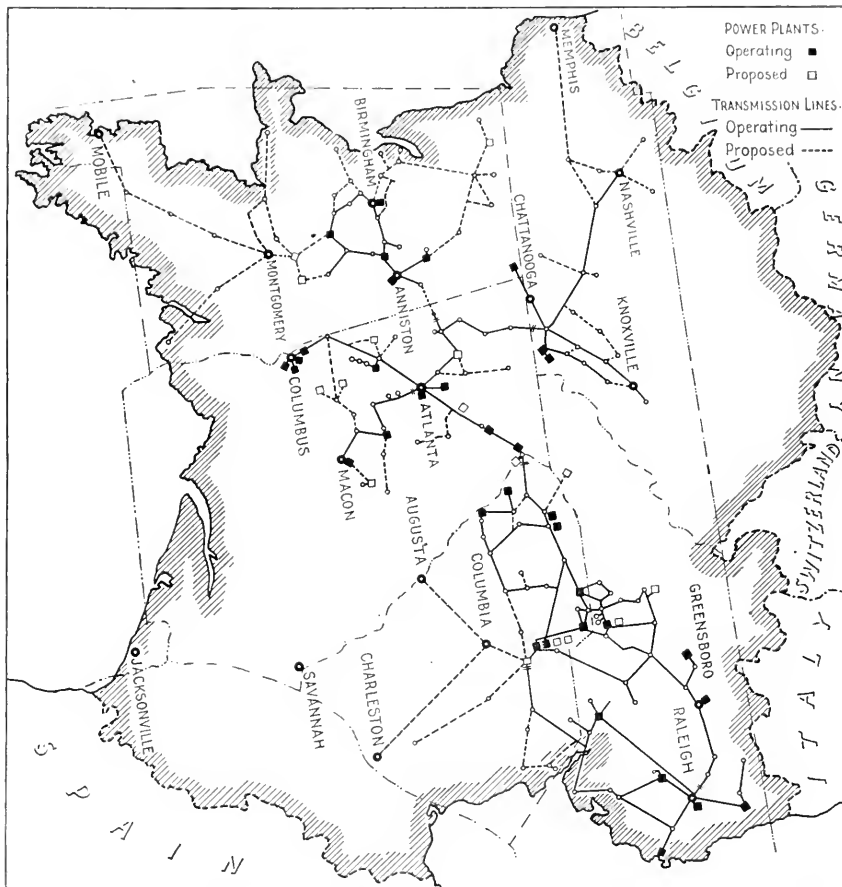 POWER PLANTS.
Operating
Proposed
TRANSMISSION LINES.
Operating
Proposed
BELGIUM
GERMANY
SWITZERLAND
ITALY
SPAIN
MEMPHIS
BIRMINGHAM
MOBILE
NASHVILLE
CHATTANOOGA
MONTGOMERY
ANNISTON
KNOXVILLE
COLUMBUS
ATLANTA
MACON
AUGUSTA
COLUMBIA
GREENSBORO
JACKSONVILLE
SAVANNAH
CHARLESTON
RALEIGH